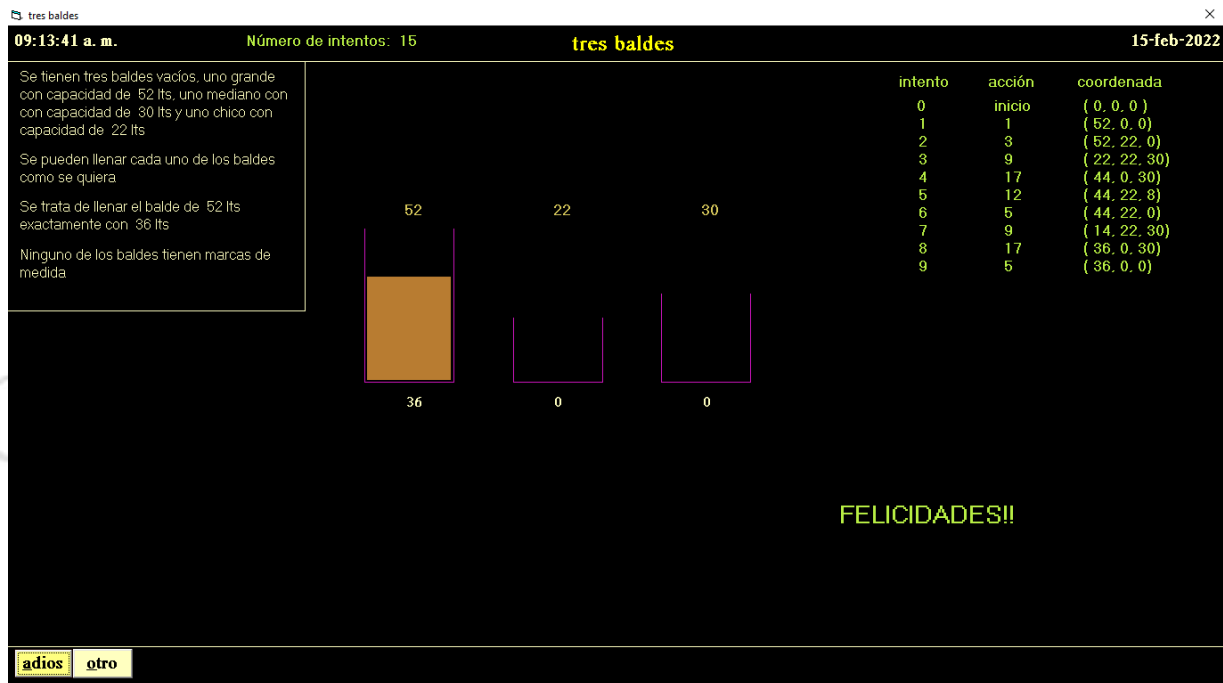 tres baldes
09:13:41 a. m. Número de intentos: 15 tres baldes 15-feb-2022
Se tienen tres baldes vacíos, uno grande
con capacidad de 52 lts, uno mediano con
con capacidad de 30 lts y uno chico con
capacidad de 22 lts
Se pueden llenar cada uno de los baldes
como se quiera
Se trata de llenar el balde de 52 lts
exactamente con 36 lts
Ninguno de los baldes tienen marcas de
medida
52 22 30
36 0 0
intento acción coordenada
0 inicio ( 0, 0, 0 )
1 1 ( 52, 0, 0)
2 3 ( 52, 22, 0)
3 9 ( 22, 22, 30)
4 17 ( 44, 0, 30)
5 12 ( 44, 22, 8)
6 5 ( 44, 22, 0)
7 9 ( 14, 22, 30)
8 17 ( 36, 0, 30)
9 5 ( 36, 0, 0)
FELICIDADES!!
adios otro